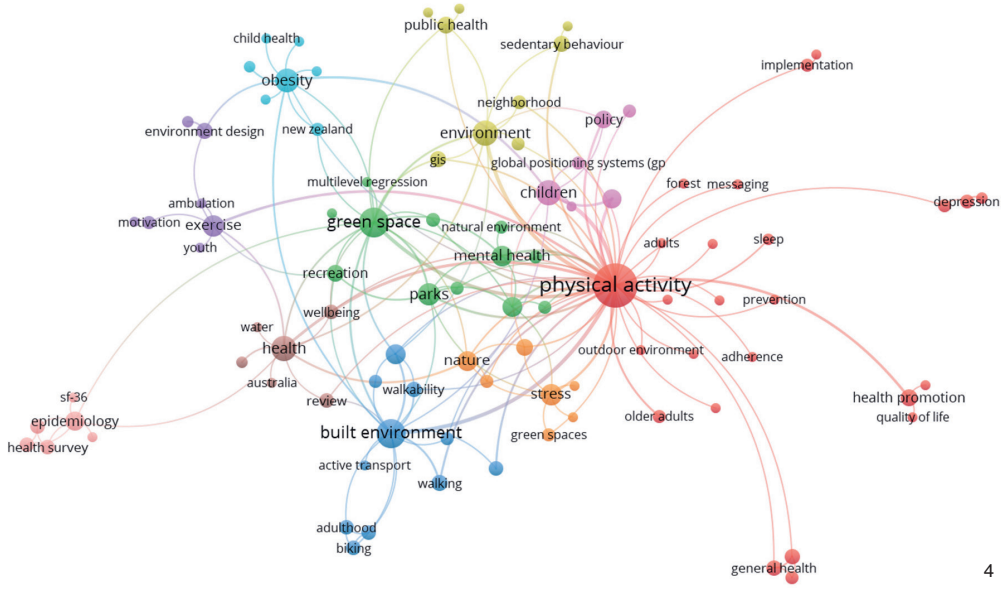 public health
child health
sedentary behaviour
implementation
obesity
neighborhood
environment design
new zealand
environment
policy
gis
global positioning systems (gp
multilevel regression
children
forest
messaging
ambulation
motivation
exercise
green space
natural environment
depression
youth
mental health
adults
sleep
recreation
physical activity
parks
wellbeing
prevention
water
health
nature
outdoor environment
adherence
australia
walkability
review
stress
sf-36
epidemiology
health promotion
quality of life
older adults
built environment
green spaces
health survey
active transport
walking
adulthood
biking
general health
4